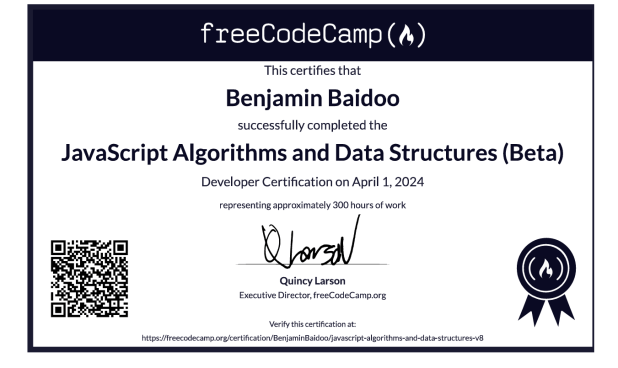 freeCodeCamp
This certifies that
Benjamin Baidoo
successfully completed the
JavaScript Algorithms and Data Structures (Beta)
Developer Certification on April 1, 2024
representing approximately 300 hours of work
Q Larson
Quincy Larson
Executive Director, freeCodeCamp.org
Verify this certification at:
https://freecodecamp.org/certification/BenjaminBaidoo/javascript-algorithms-and-data-structures-v8